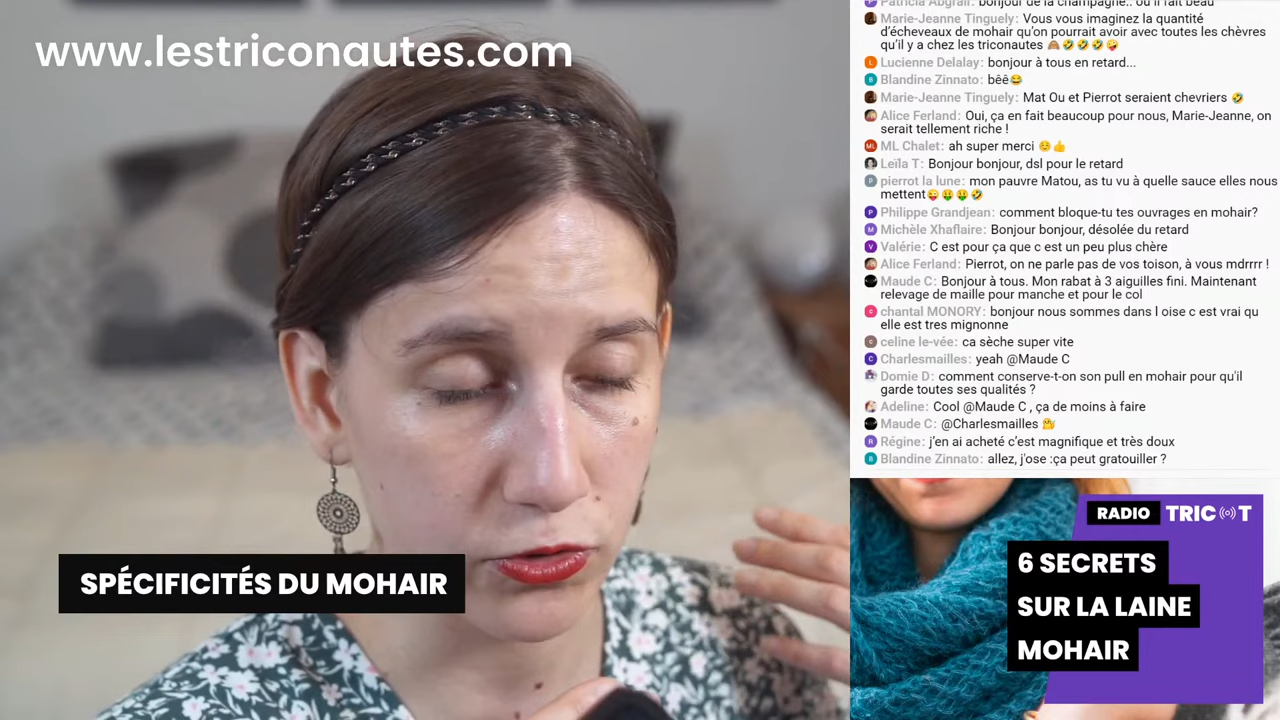 www.lestriconautes.com
SPÉCIFICITÉS DU MOHAIR
Patricia Abgrall: bonjour de la champagne.. où il fait beau
Marie-Jeanne Tinguely: Vous vous imaginez la quantité
d'écheveaux de mohair qu'on pourrait avoir avec toutes les chèvres
qu'il y a chez les triconautes 🙈🤣🤣🤣🤪
L Lucienne Delalay: bonjour à tous en retard...
B Blandine Zinnato: bêê😂
Marie-Jeanne Tinguely: Mat Ou et Pierrot seraient chevriers 🤣
Alice Ferland: Oui, ça en fait beaucoup pour nous, Marie-Jeanne, on
serait tellement riche !
ML ML Chalet: ah super merci ☺️👍
Leïla T: Bonjour bonjour, dsl pour le retard
P pierrot la lune: mon pauvre Matou, as tu vu à quelle sauce elles nous
mettent😜🤑🤑🤣
P Philippe Grandjean: comment bloque-tu tes ouvrages en mohair?
M Michèle Xhaflaire: Bonjour bonjour, désolée du retard
V Valérie: C est pour ça que c est un peu plus chère
Alice Ferland: Pierrot, on ne parle pas de vos toison, à vous mdrrrr !
Maude C: Bonjour à tous. Mon rabat à 3 aiguilles fini. Maintenant
relevage de maille pour manche et pour le col
c chantal MONORY: bonjour nous sommes dans l oise c est vrai qu
elle est tres mignonne
c celine le-vée: ca sèche super vite
C Charlesmailles: yeah @Maude C
Domie D: comment conserve-t-on son pull en mohair pour qu'il
garde toutes ses qualités ?
Adeline: Cool @Maude C , ça de moins à faire
Maude C: @Charlesmailles 🤗
R Régine: j'en ai acheté c'est magnifique et très doux
B Blandine Zinnato: allez, j'ose :ça peut gratouiller ?
RADIO TRICOT
6 SECRETS
SUR LA LAINE
MOHAIR